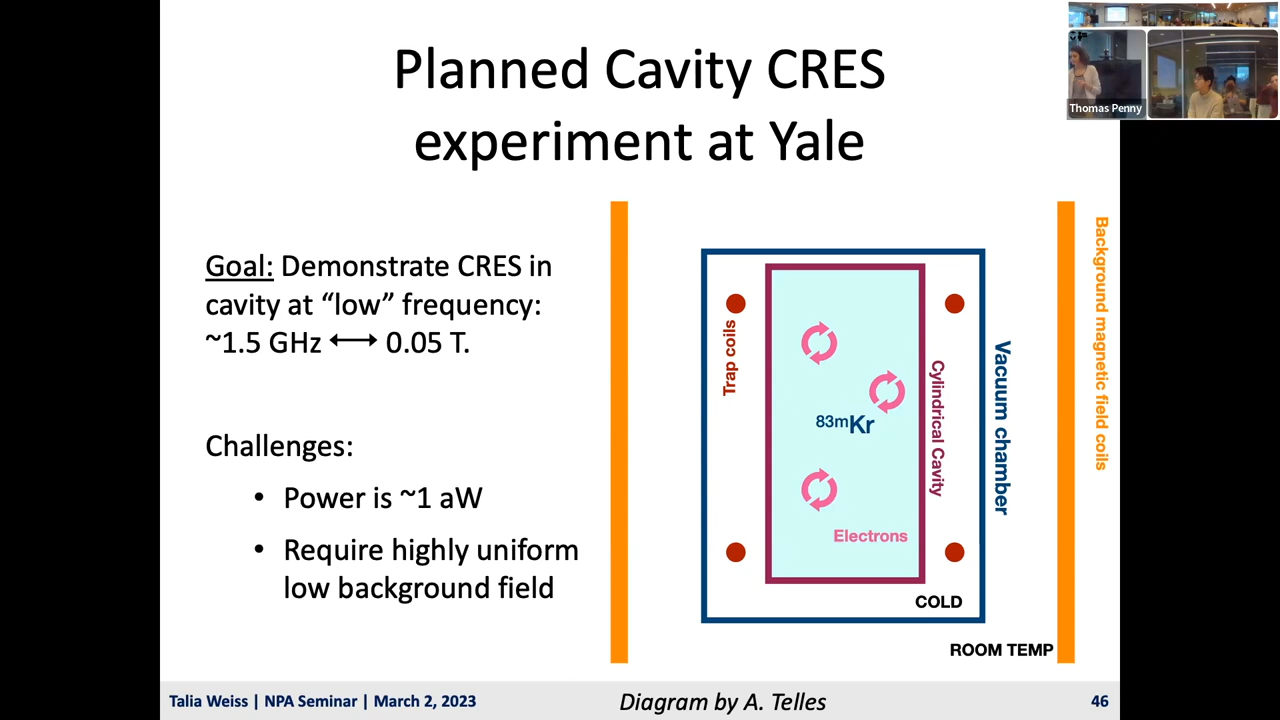 Planned Cavity CRES
experiment at Yale
Thomas Penny
Goal: Demonstrate CRES in
cavity at “low” frequency:
~1.5 GHz ⟷ 0.05 T.
Challenges:
• Power is ~1 aW
• Require highly uniform
low background field
Trap coils
83mKr
Electrons
Cylindrical Cavity
Vacuum chamber
Background magnetic field coils
COLD
ROOM TEMP
Talia Weiss | NPA Seminar | March 2, 2023
Diagram by A. Telles
46